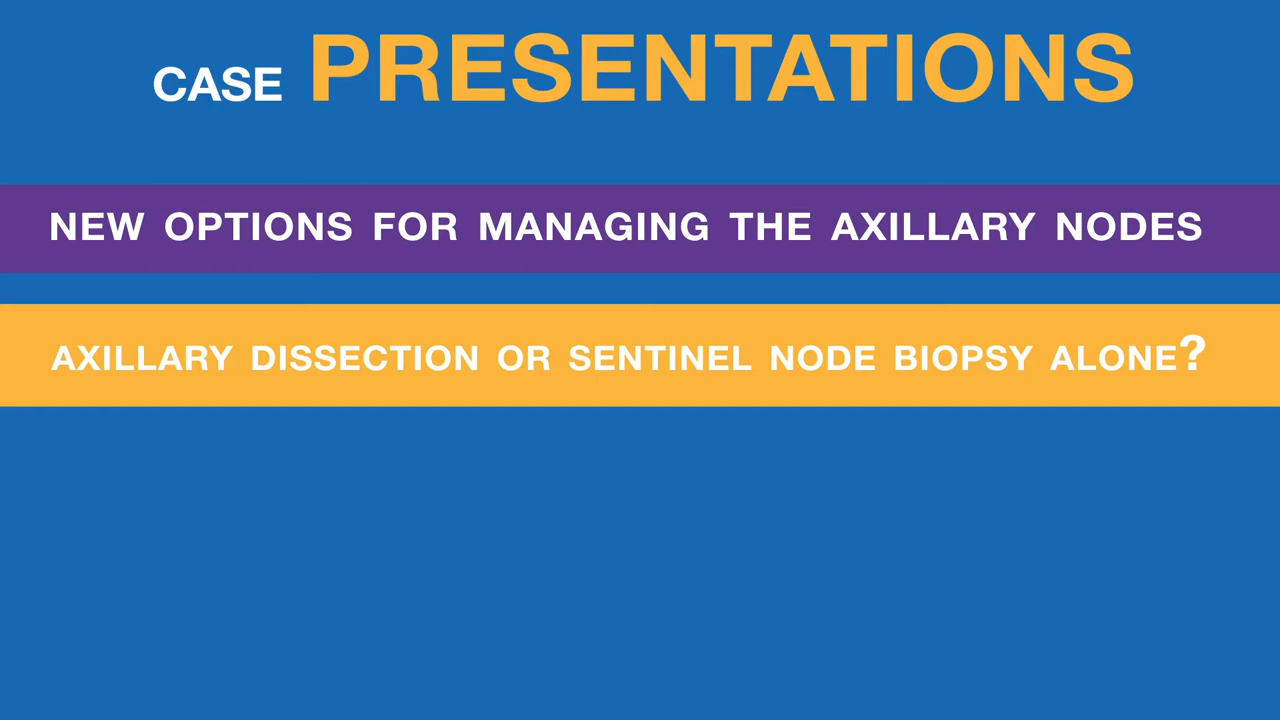 CASE PRESENTATIONS
NEW OPTIONS FOR MANAGING THE AXILLARY NODES
AXILLARY DISSECTION OR SENTINEL NODE BIOPSY ALONE?